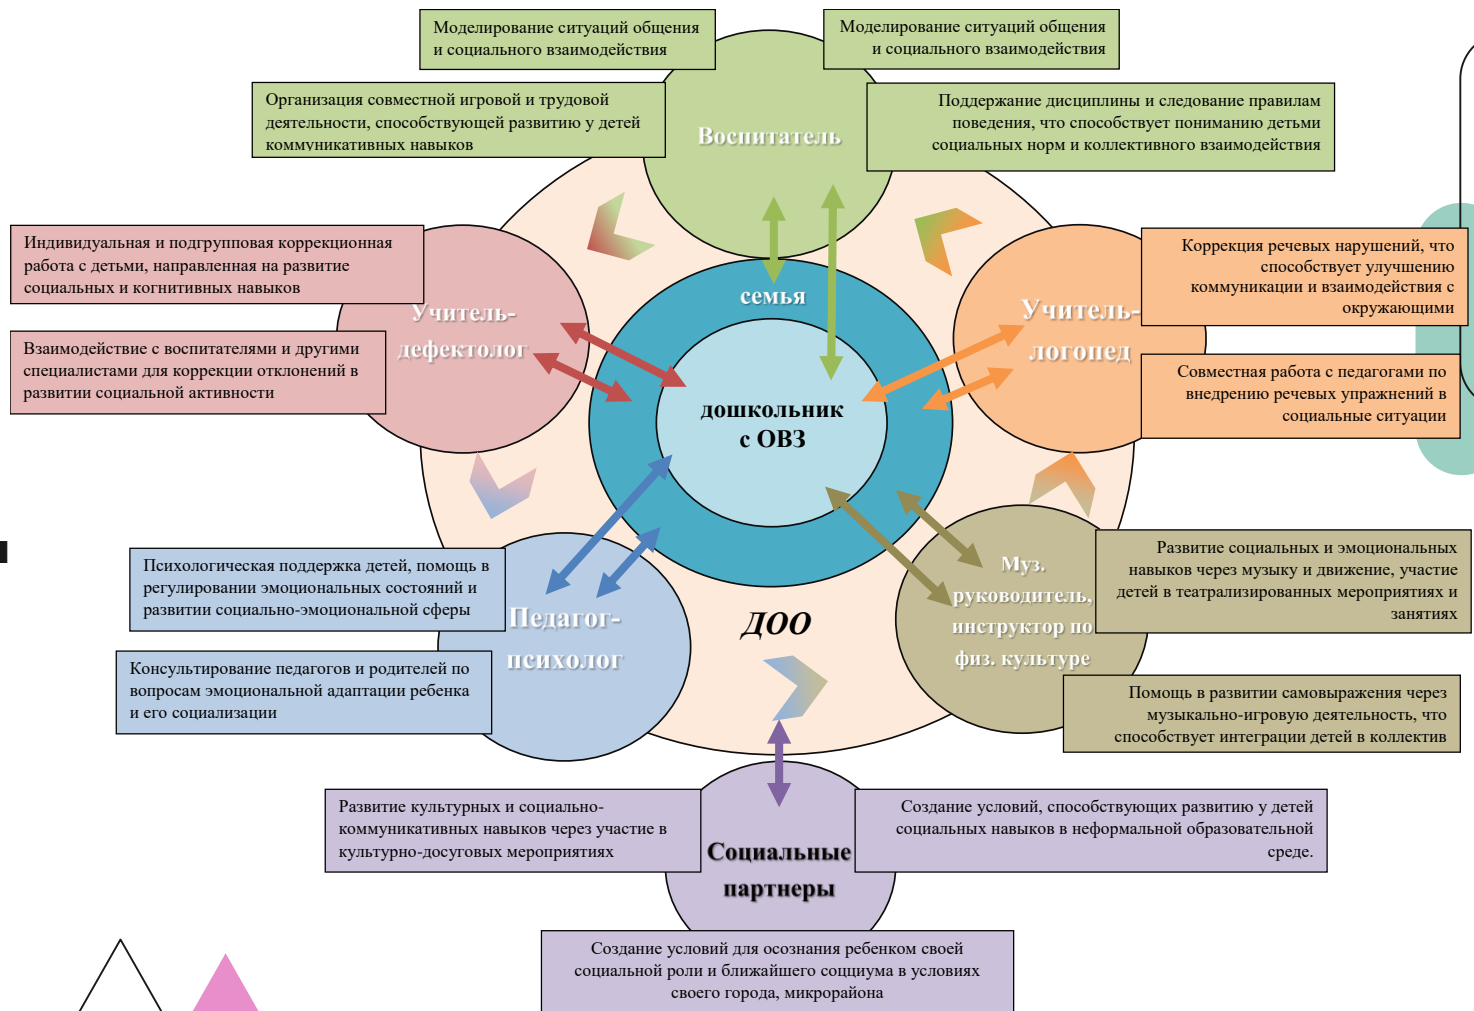 Моделирование ситуаций общения
и социального взаимодействия
Моделирование ситуаций общения
и социального взаимодействия
Организация совместной игровой и трудовой
деятельности, способствующей развитию у детей
коммуникативных навыков
Воспитатель
Поддержание дисциплины и следование правилам
поведения, что способствует пониманию детьми
социальных норм и коллективного взаимодействия
Индивидуальная и подгрупповая коррекционная
работа с детьми, направленная на развитие
социальных и когнитивных навыков
Учитель-
дефектолог
Взаимодействие с воспитателями и другими
специалистами для коррекции отклонений в
развитии социальной активности
семья
дошкольник
с ОВЗ
Учитель-
логопед
Коррекция речевых нарушений, что
способствует улучшению
коммуникации и взаимодействия с
окружающими
Совместная работа с педагогами по
внедрению речевых упражнений в
социальные ситуации
Психологическая поддержка детей, помощь в
регулировании эмоциональных состояний и
развитии социально-эмоциональной сферы
Педагог-
психолог
Консультирование педагогов и родителей по
вопросам эмоциональной адаптации ребенка
и его социализации
ДОО
Муз.
руководитель,
инструктор по
физ. культуре
Развитие социальных и эмоциональных
навыков через музыку и движение, участие
детей в театрализированных мероприятиях и
занятиях
Помощь в развитии самовыражения через
музыкально-игровую деятельность, что
способствует интеграции детей в коллектив
Развитие культурных и социально-
коммуникативных навыков через участие в
культурно-досуговых мероприятиях
Социальные
партнеры
Создание условий, способствующих развитию у детей
социальных навыков в неформальной образовательной
среде.
Создание условий для осознания ребенком своей
социальной роли и ближайшего соцциума в условиях
своего города, микрорайона